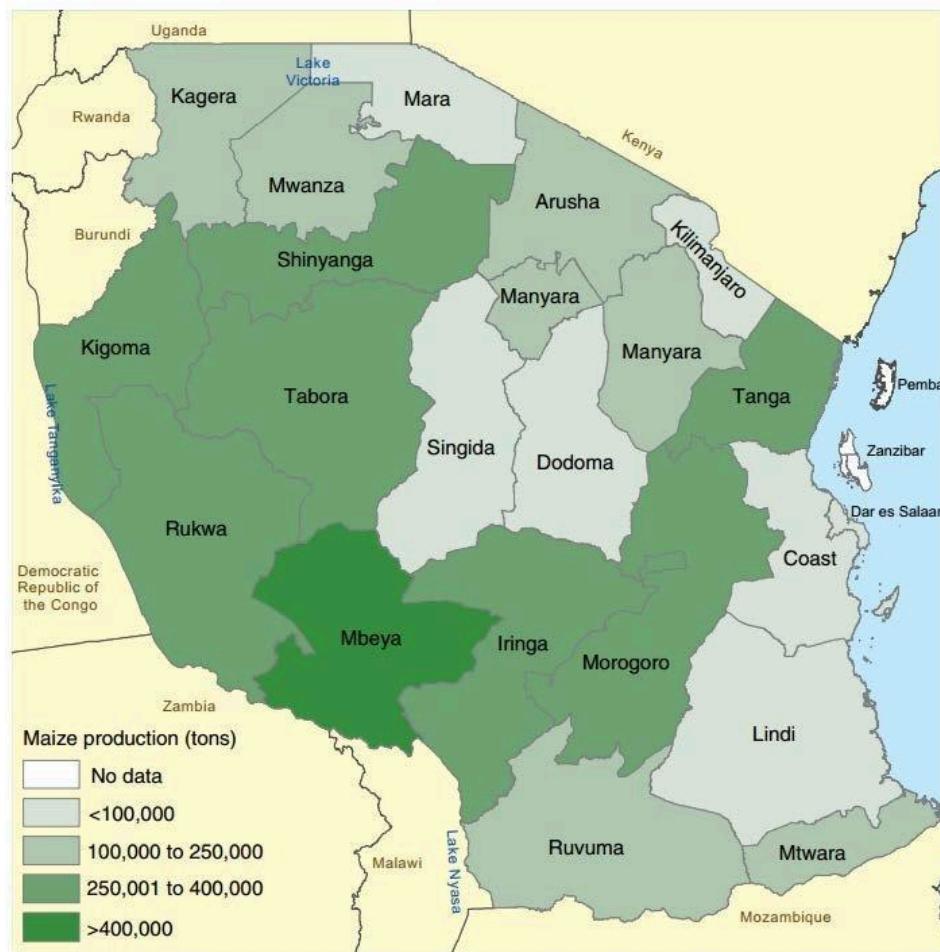 Uganda
Lake
Victoria
Kagera
Mara
Rwanda
Kenya
Mwanza
Arusha
Burundi
Shinyanga
Kilimanjaro
Manyara
Kigoma
Manyara
Tabora
Tanga
Pemba
Lake Tanganyika
Singida
Dodoma
Zanzibar
Dar es Salaam
Rukwa
Coast
Democratic
Republic of
the Congo
Mbeya
Iringa
Morogoro
Zambia
Lindi
Maize production (tons)
No data
<100,000
100,000 to 250,000
250,001 to 400,000
>400,000
Malawi
Lake Nyasa
Ruvuma
Mtwara
Mozambique